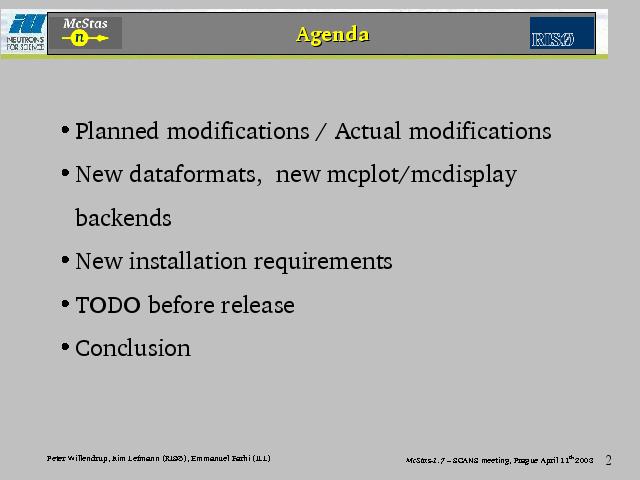 NEUTRONS
FOR SCIENCE
McStas
n
Agenda
RISØ
• Planned modifications / Actual modifications
• New dataformats, new mcplot/mcdisplay
backends
• New installation requirements
• TODO before release
• Conclusion
Peter Willendrup, Kim Lefmann (RISØ), Emmanuel Farhi (ILL)
McStas-1.7 – SCANS meeting, Prague April 11th 2003
2